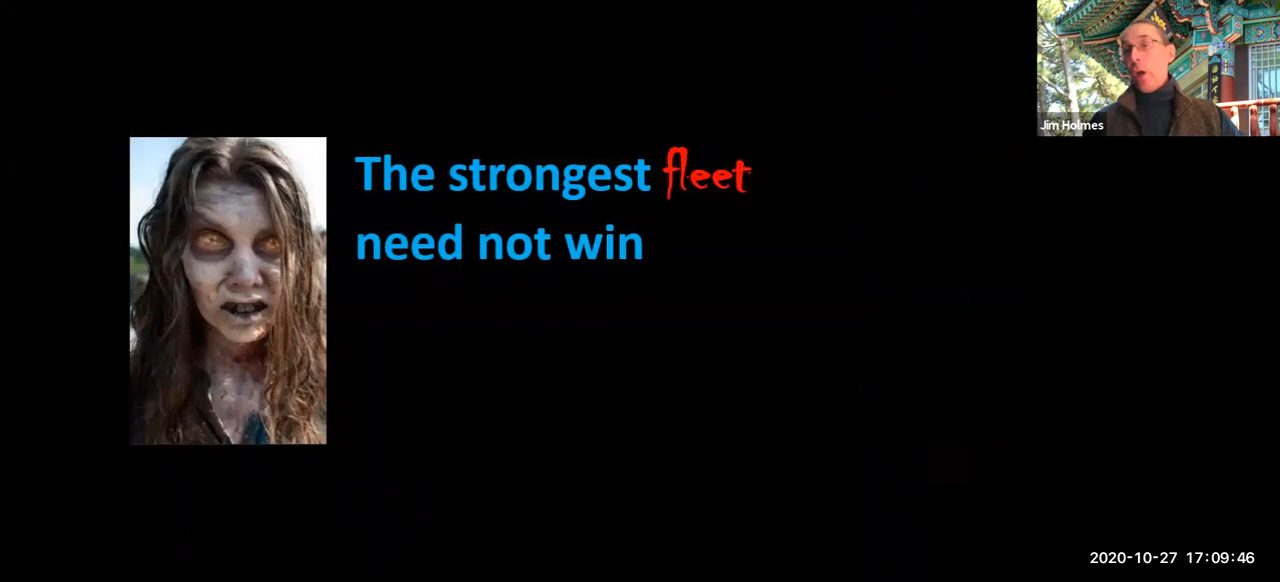 Jim Holmes
The strongest fleet
need not win
2020-10-27 17:09:46